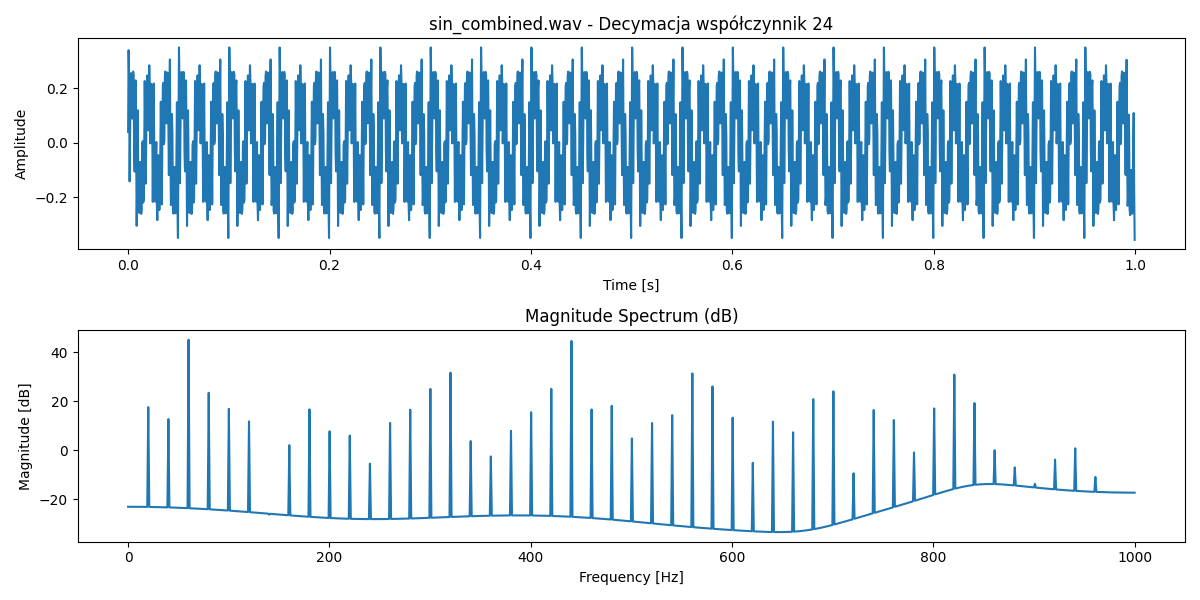 sin_combined.wav - Decymacja współczynnik 24
Amplitude
0.2
0.0
−0.2
0.0 0.2 0.4 0.6 0.8 1.0
Time [s]
Magnitude Spectrum (dB)
Magnitude [dB]
40
20
0
−20
0 200 400 600 800 1000
Frequency [Hz]